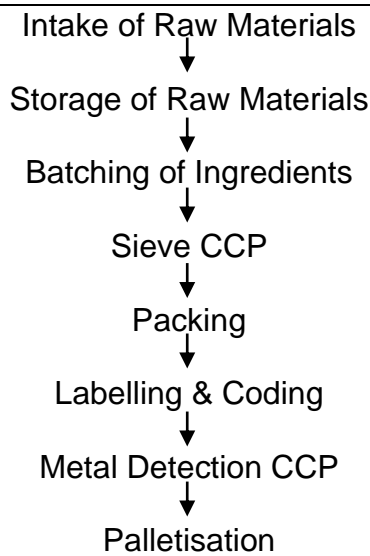 Intake of Raw Materials
Storage of Raw Materials
Batching of Ingredients
Sieve CCP
Packing
Labelling & Coding
Metal Detection CCP
Palletisation